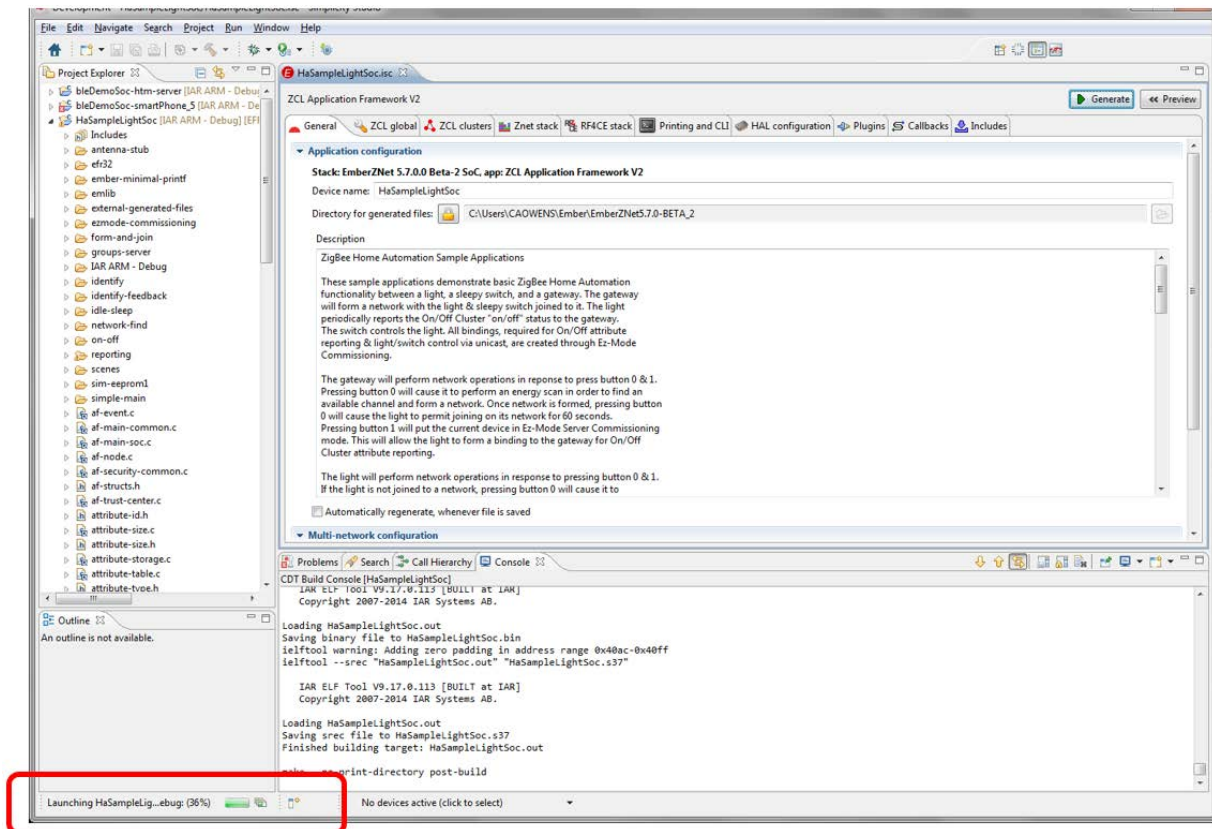 File Edit Navigate Search Project Run Window Help
Project Explorer
HaSampleLightSoc.isc
bleDemoSoc-htm-server [IAR ARM - Debug
bleDemoSoc-smartPhone_5 [IAR ARM - De
HaSampleLightSoc [IAR ARM - Debug] [EFI
Includes
antenna-stub
efr32
ember-minimal-printf
emlib
external-generated-files
ezmode-commissioning
form-and-join
groups-server
IAR ARM - Debug
identify
identify-feedback
idle-sleep
network-find
on-off
reporting
scenes
sim-eeprom1
simple-main
af-event.c
af-main-common.c
af-main-soc.c
af-node.c
af-security-common.c
af-structs.h
af-trust-center.c
attribute-id.h
attribute-size.c
attribute-size.h
attribute-storage.c
attribute-table.c
attribute-type.h
ZCL Application Framework V2
Generate
Preview
General ZCL global ZCL clusters Znet stack RF4CE stack Printing and CLI HAL configuration Plugins Callbacks Includes
Application configuration
Stack: EmberZNet 5.7.0.0 Beta-2 SoC, app: ZCL Application Framework V2
Device name: HaSampleLightSoc
Directory for generated files: C:\Users\CAOWENS\Ember\EmberZNet5.7.0-BETA_2
Description
ZigBee Home Automation Sample Applications
These sample applications demonstrate basic ZigBee Home Automation
functionality between a light, a sleepy switch, and a gateway. The gateway
will form a network with the light & sleepy switch joined to it. The light
periodically reports the On/Off Cluster "on/off" status to the gateway.
The switch controls the light. All bindings, required for On/Off attribute
reporting & light/switch control via unicast, are created through Ez-Mode
Commissioning.
The gateway will perform network operations in reponse to press button 0 & 1.
Pressing button 0 will cause it to perform an energy scan in order to find an
available channel and form a network. Once network is formed, pressing button
0 will cause the light to permit joining on its network for 60 seconds.
Pressing button 1 will put the current device in Ez-Mode Server Commissioning
mode. This will allow the light to form a binding to the gateway for On/Off
Cluster attribute reporting.
The light will perform network operations in response to pressing button 0 & 1.
If the light is not joined to a network, pressing button 0 will cause it to
Automatically regenerate, whenever file is saved
Multi-network configuration
Outline
An outline is not available.
Problems Search Call Hierarchy Console
CDT Build Console [HaSampleLightSoc]
IAR ELF Tool V9.17.0.113 [BUILT at IAR]
Copyright 2007-2014 IAR Systems AB.
Loading HaSampleLightSoc.out
Saving binary file to HaSampleLightSoc.bin
ielftool warning: Adding zero padding in address range 0x40ac-0x40ff
ielftool --srec "HaSampleLightSoc.out" "HaSampleLightSoc.s37"
IAR ELF Tool V9.17.0.113 [BUILT at IAR]
Copyright 2007-2014 IAR Systems AB.
Loading HaSampleLightSoc.out
Saving srec file to HaSampleLightSoc.s37
Finished building target: HaSampleLightSoc.out
print-directory post-build
Launching HaSampleLig...ebug: (36%)
No devices active (click to select)